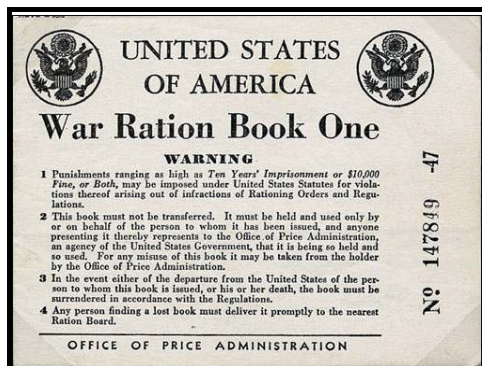 UNITED STATES
OF AMERICA
War Ration Book One
WARNING
1 Punishments ranging as high as Ten Years' Imprisonment or $10,000
Fine, or Both, may be imposed under United States Statutes for viola-
tions thereof arising out of infractions of Rationing Orders and Regu-
lations.
2 This book must not be transferred. It must be held and used only by
or on behalf of the person to whom it has been issued, and anyone
presenting it thereby represents to the Office of Price Administration,
an agency of the United States Government, that it is being so held and
so used. For any misuse of this book it may be taken from the holder
by the Office of Price Administration.
3 In the event either of the departure from the United States of the per-
son to whom this book is issued, or his or her death, the book must be
surrendered in accordance with the Regulations.
4 Any person finding a lost book must deliver it promptly to the nearest
Ration Board.
OFFICE OF PRICE ADMINISTRATION
No 147849 -47